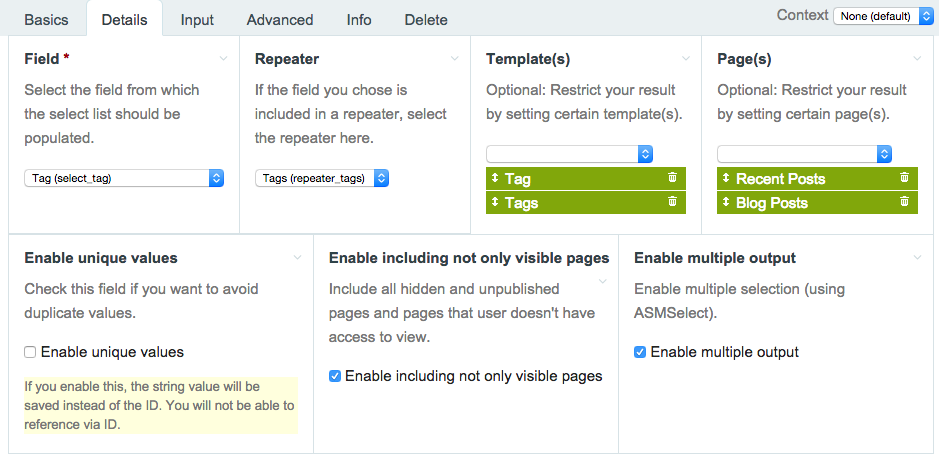 Basics Details Input Advanced Info Delete Context None (default)
Field *
Select the field from which
the select list should be
populated.
Tag (select_tag)
Repeater
If the field you chose is
included in a repeater, select
the repeater here.
Tags (repeater_tags)
Template(s)
Optional: Restrict your result
by setting certain template(s).
Tag
Tags
Page(s)
Optional: Restrict your result
by setting certain page(s).
Recent Posts
Blog Posts
Enable unique values
Check this field if you want to avoid
duplicate values.
Enable unique values
If you enable this, the string value will be
saved instead of the ID. You will not be able to
reference via ID.
Enable including not only visible pages
Include all hidden and unpublished
pages and pages that user doesn't have
access to view.
Enable including not only visible pages
Enable multiple output
Enable multiple selection (using
ASMSelect).
Enable multiple output